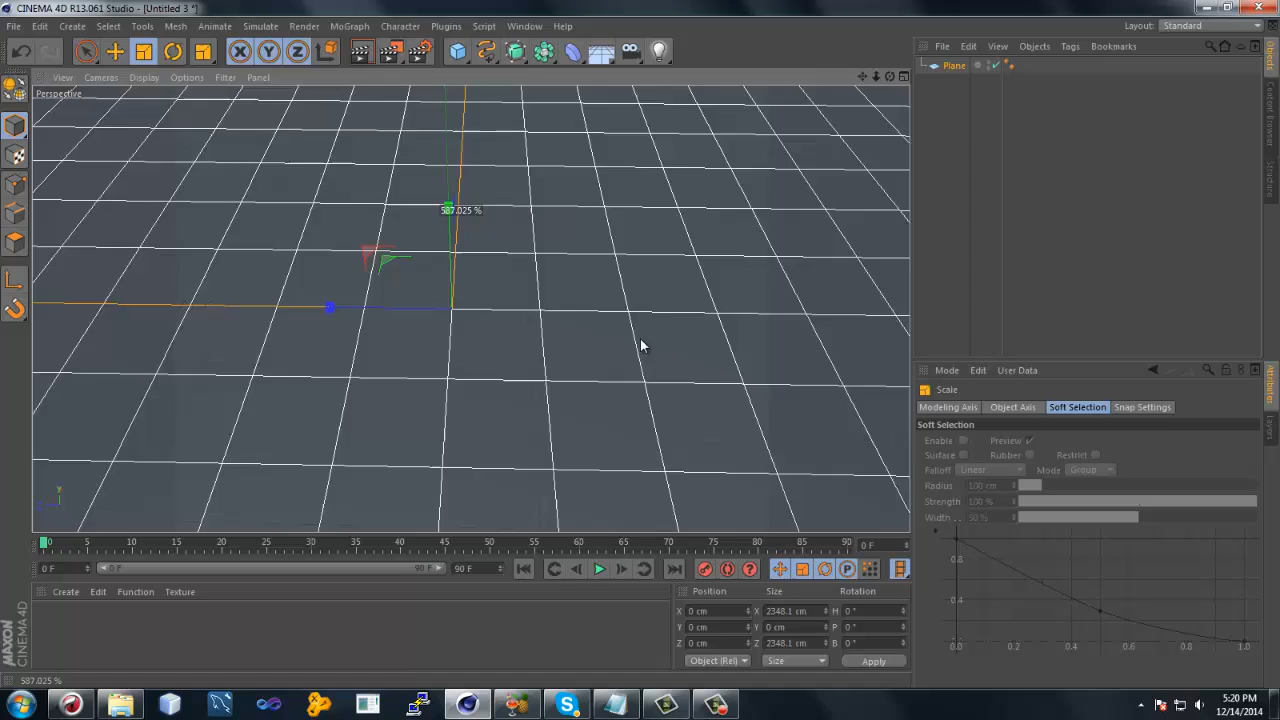 CINEMA 4D R13.061 Studio - [Untitled 3 *]
File Edit Create Select Tools Mesh Animate Simulate Render MoGraph Character Plugins Script Window Help Layout: Standard
X Y Z
File Edit View Objects Tags Bookmarks
View Cameras Display Options Filter Panel
Plane
Perspective
587.025 %
Objects
Content Browser
Structure
Mode Edit User Data
Scale
Attributes
Layers
Modeling Axis Object Axis Soft Selection Snap Settings
Soft Selection
Enable Preview
Surface Rubber Restrict
Falloff Linear Mode Group
Radius 100 cm
Strength 100 %
Width . . 50 %
Y
0 5 10 15 20 25 30 35 40 45 50 55 60 65 70 75 80 85 90 0 F
0 F 0 F 90 F 90 F
P
0.8
0.4
0.2 0.4 0.6 0.8 1.0
Create Edit Function Texture
Position Size Rotation
X 0 cm X 2348.1 cm H 0 °
Y 0 cm Y 0 cm P 0 °
Z 0 cm Z 2348.1 cm B 0 °
Object (Rel) Size Apply
MAXON CINEMA 4D
587.025 %
5:20 PM
12/14/2014